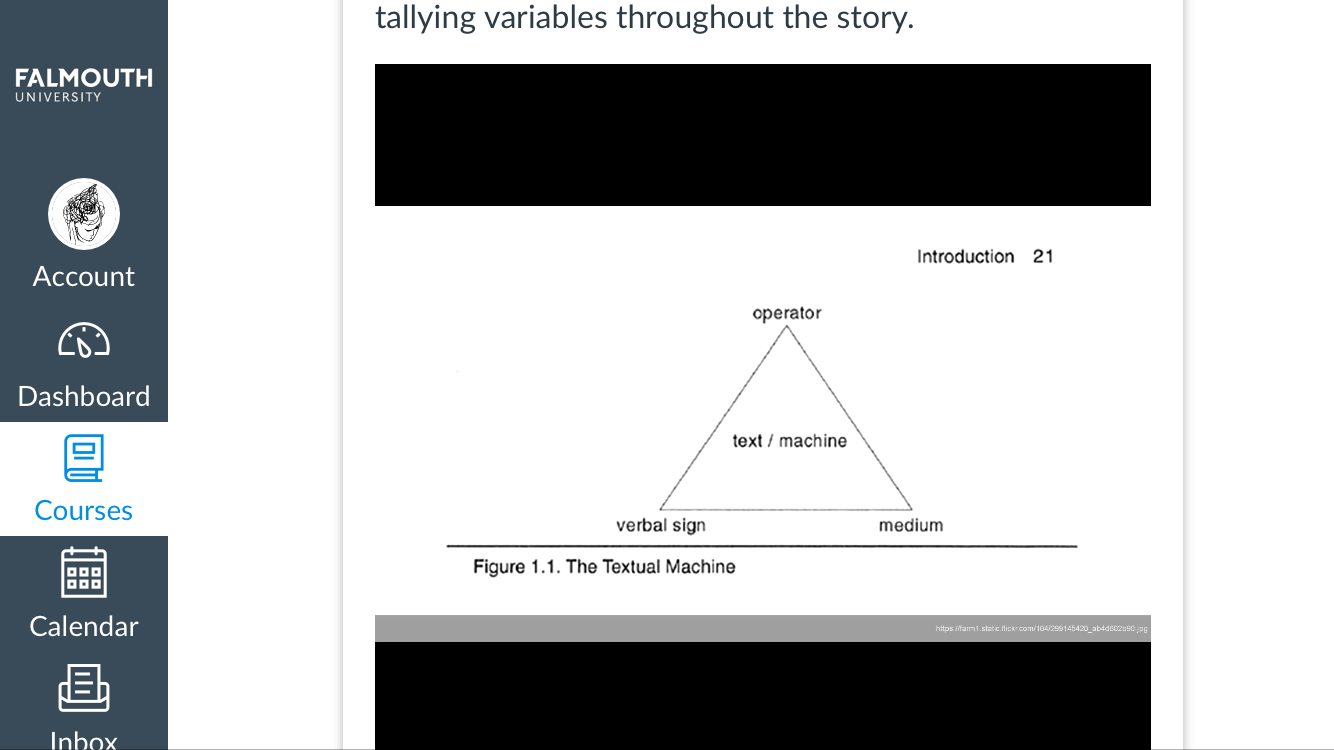 tallying variables throughout the story.
FALMOUTH
UNIVERSITY
Account
Dashboard
Courses
Calendar
Inbox
Introduction 21
operator
text / machine
verbal sign
medium
Figure 1.1. The Textual Machine
https://farm1.static.flickr.com/104/299145420_ab4d602b90.jpg